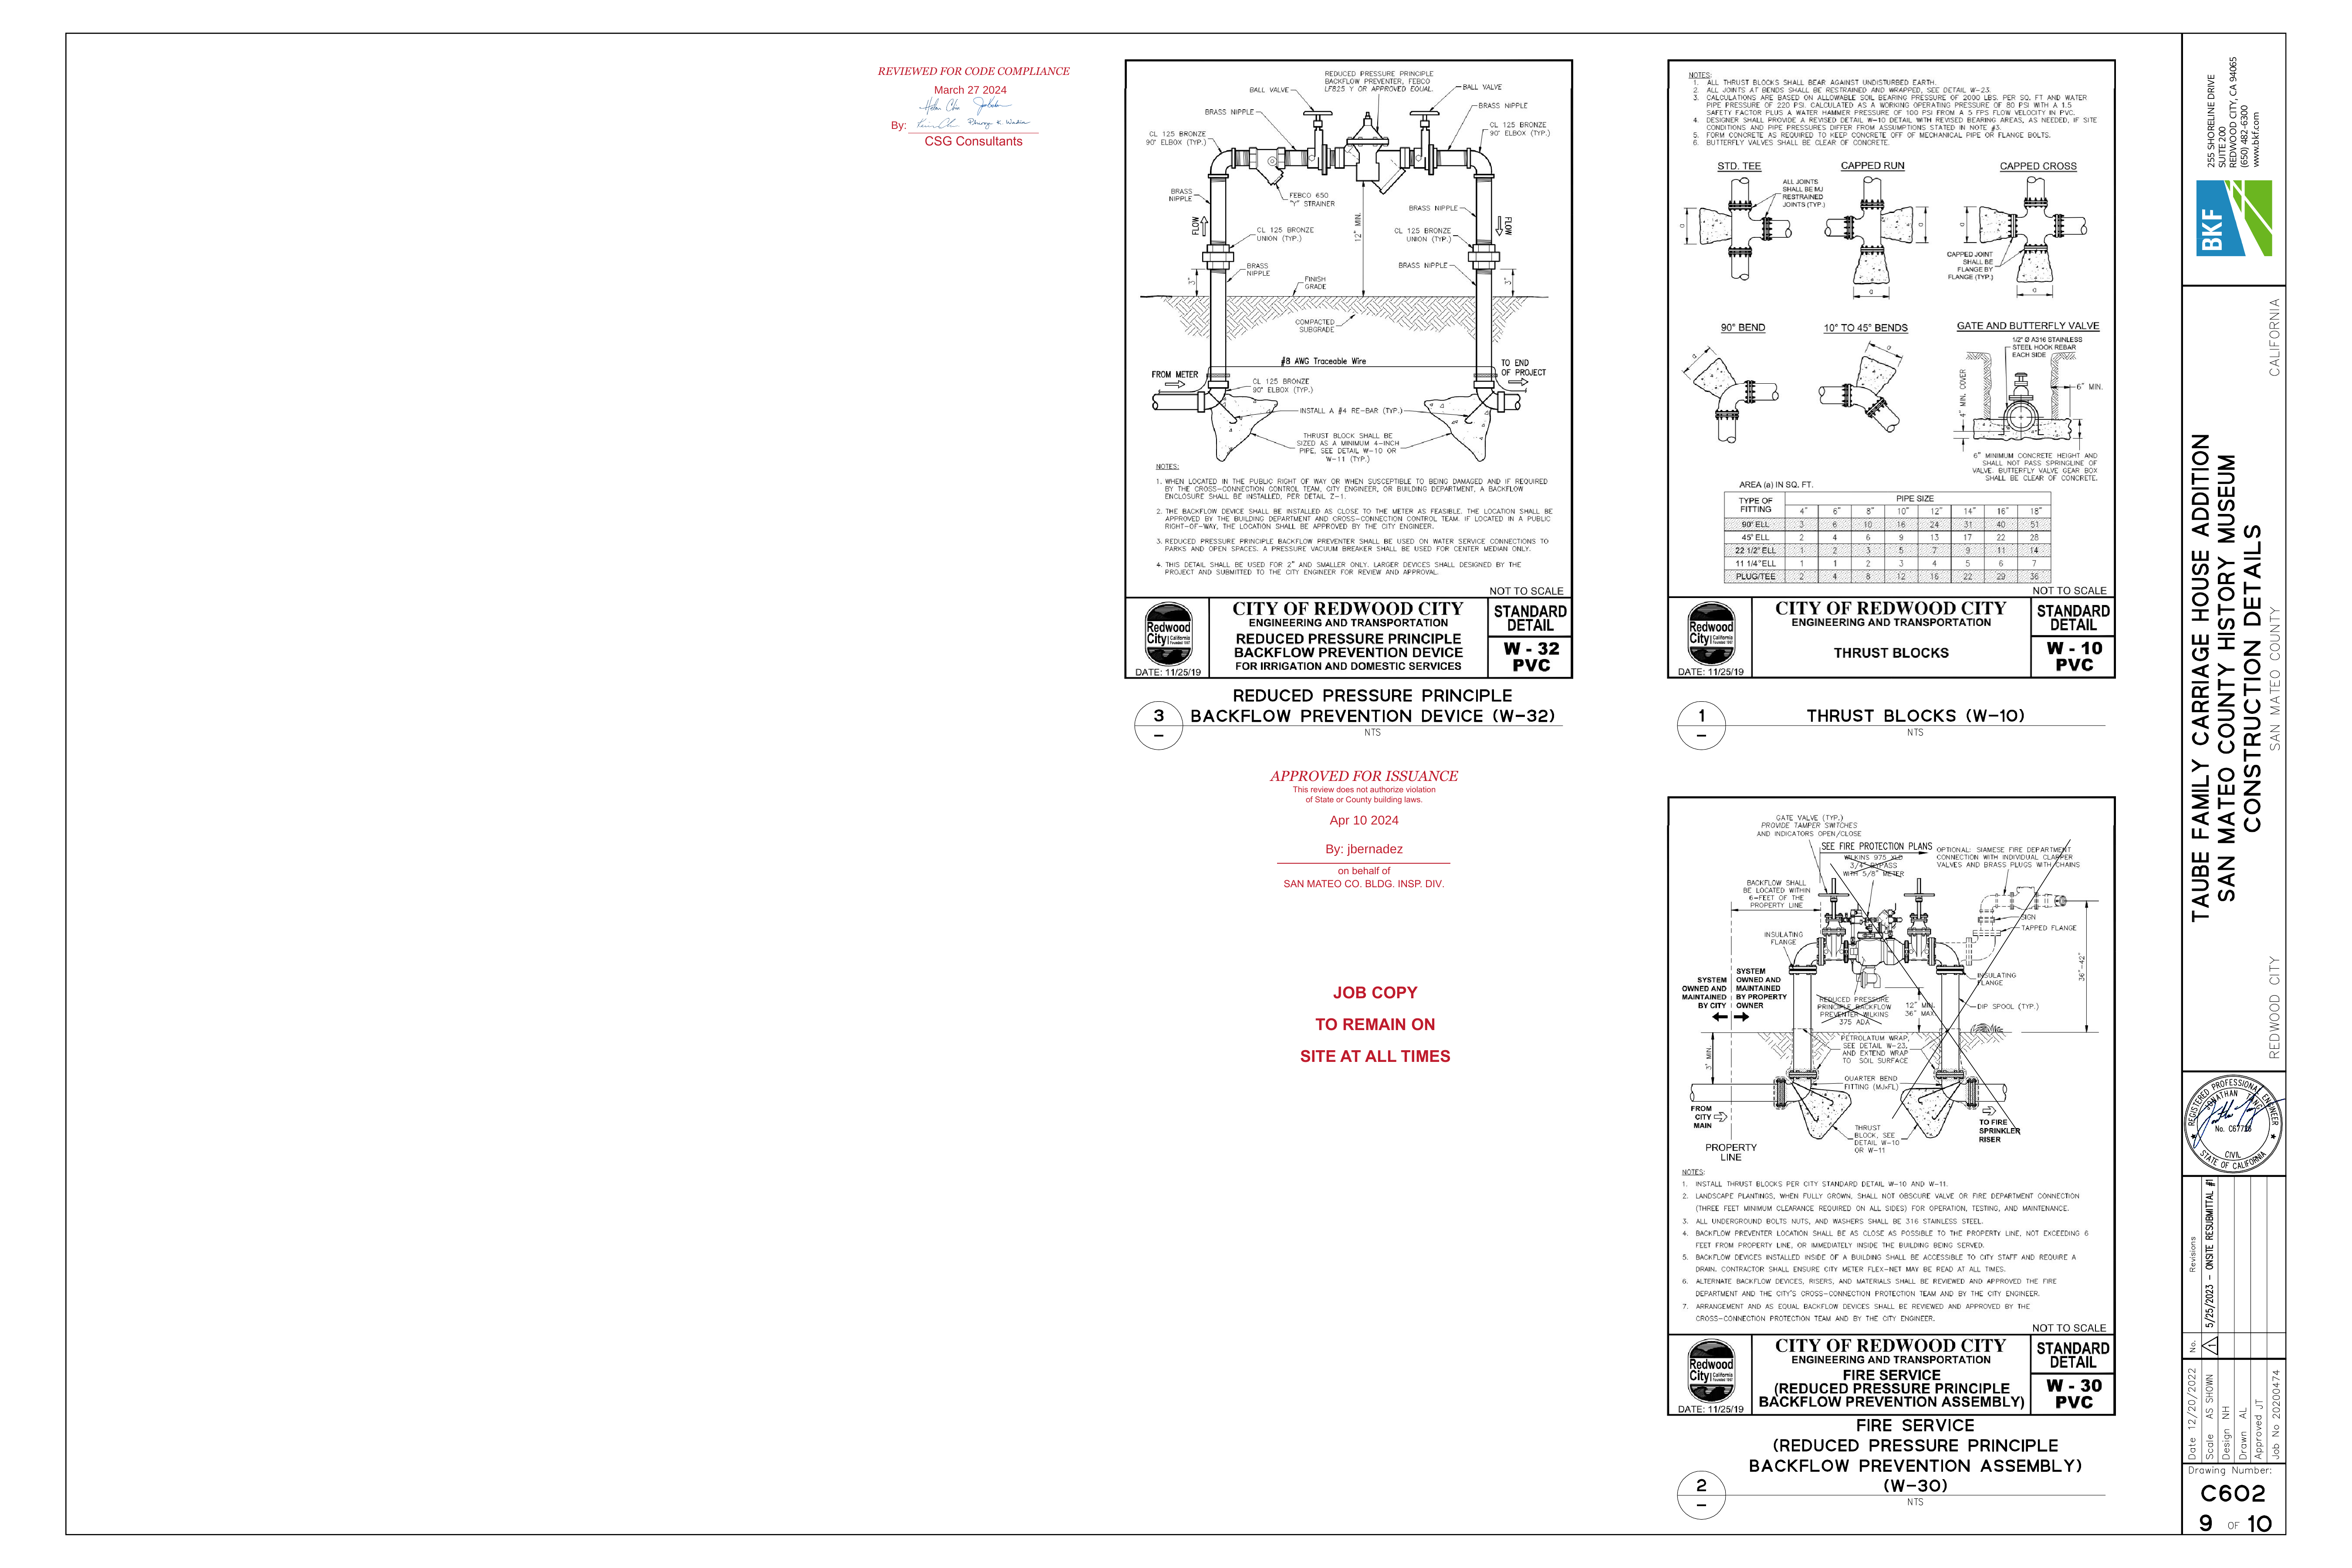 REVIEWED FOR CODE COMPLIANCE
March 27 2024
By:
CSG Consultants
REDUCED PRESSURE PRINCIPLE
BACKFLOW PREVENTER, FEBCO
LF825 Y OR APPROVED EQUAL.
BALL VALVE
BALL VALVE
BRASS NIPPLE
BRASS NIPPLE
CL 125 BRONZE
90° ELBOX (TYP.)
CL 125 BRONZE
90° ELBOX (TYP.)
BRASS
NIPPLE
FEBCO 650
"Y" STRAINER
BRASS NIPPLE
FLOW
12" MIN.
FLOW
CL 125 BRONZE
UNION (TYP.)
CL 125 BRONZE
UNION (TYP.)
BRASS
NIPPLE
BRASS NIPPLE
3"
FINISH
GRADE
3"
COMPACTED
SUBGRADE
#8 AWG Traceable Wire
FROM METER
TO END
OF PROJECT
CL 125 BRONZE
90° ELBOX (TYP.)
INSTALL A #4 RE-BAR (TYP.)
THRUST BLOCK SHALL BE
SIZED AS A MINIMUM 4-INCH
PIPE, SEE DETAIL W-10 OR
W-11 (TYP.)
NOTES:
1. WHEN LOCATED IN THE PUBLIC RIGHT OF WAY OR WHEN SUSCEPTIBLE TO BEING DAMAGED AND IF REQUIRED
BY THE CROSS-CONNECTION CONTROL TEAM, CITY ENGINEER, OR BUILDING DEPARTMENT, A BACKFLOW
ENCLOSURE SHALL BE INSTALLED, PER DETAIL Z-1.
2. THE BACKFLOW DEVICE SHALL BE INSTALLED AS CLOSE TO THE METER AS FEASIBLE. THE LOCATION SHALL BE
APPROVED BY THE BUILDING DEPARTMENT AND CROSS-CONNECTION CONTROL TEAM. IF LOCATED IN A PUBLIC
RIGHT-OF-WAY, THE LOCATION SHALL BE APPROVED BY THE CITY ENGINEER.
3. REDUCED PRESSURE PRINCIPLE BACKFLOW PREVENTER SHALL BE USED ON WATER SERVICE CONNECTIONS TO
PARKS AND OPEN SPACES. A PRESSURE VACUUM BREAKER SHALL BE USED FOR CENTER MEDIAN ONLY.
4. THIS DETAIL SHALL BE USED FOR 2" AND SMALLER ONLY. LARGER DEVICES SHALL DESIGNED BY THE
PROJECT AND SUBMITTED TO THE CITY ENGINEER FOR REVIEW AND APPROVAL.
NOT TO SCALE
Redwood
City California
Founded 1867
DATE: 11/25/19
CITY OF REDWOOD CITY
ENGINEERING AND TRANSPORTATION
REDUCED PRESSURE PRINCIPLE
BACKFLOW PREVENTION DEVICE
FOR IRRIGATION AND DOMESTIC SERVICES
STANDARD
DETAIL
W - 32
PVC
3
–
REDUCED PRESSURE PRINCIPLE
BACKFLOW PREVENTION DEVICE (W-32)
NTS
APPROVED FOR ISSUANCE
This review does not authorize violation
of State or County building laws.
Apr 10 2024
By: jbernadez
on behalf of
SAN MATEO CO. BLDG. INSP. DIV.
JOB COPY
TO REMAIN ON
SITE AT ALL TIMES
NOTES:
1. ALL THRUST BLOCKS SHALL BEAR AGAINST UNDISTURBED EARTH.
2. ALL JOINTS AT BENDS SHALL BE RESTRAINED AND WRAPPED, SEE DETAIL W-23.
3. CALCULATIONS ARE BASED ON ALLOWABLE SOIL BEARING PRESSURE OF 2000 LBS. PER SQ. FT AND WATER
PIPE PRESSURE OF 220 PSI. CALCULATED AS A WORKING OPERATING PRESSURE OF 80 PSI WITH A 1.5
SAFETY FACTOR PLUS A WATER HAMMER PRESSURE OF 100 PSI FROM A 5 FPS FLOW VELOCITY IN PVC.
4. DESIGNER SHALL PROVIDE A REVISED DETAIL W-10 DETAIL WITH REVISED BEARING AREAS, AS NEEDED, IF SITE
CONDITIONS AND PIPE PRESSURES DIFFER FROM ASSUMPTIONS STATED IN NOTE #3.
5. FORM CONCRETE AS REQUIRED TO KEEP CONCRETE OFF OF MECHANICAL PIPE OR FLANGE BOLTS.
6. BUTTERFLY VALVES SHALL BE CLEAR OF CONCRETE.
STD. TEE
CAPPED RUN
CAPPED CROSS
ALL JOINTS
SHALL BE MJ
RESTRAINED
JOINTS (TYP.)
a
a
a
CAPPED JOINT
SHALL BE
FLANGE BY
FLANGE (TYP.)
a
a
90° BEND
10° TO 45° BENDS
GATE AND BUTTERFLY VALVE
a
a
1/2" Ø A316 STAINLESS
STEEL HOOK REBAR
EACH SIDE
4" MIN. COVER
6" MIN.
6" MINIMUM CONCRETE HEIGHT AND
SHALL NOT PASS SPRINGLINE OF
VALVE. BUTTERFLY VALVE GEAR BOX
SHALL BE CLEAR OF CONCRETE.
AREA (a) IN SQ. FT.
TYPE OF
FITTING
PIPE SIZE
4" 6" 8" 10" 12" 14" 16" 18"
90° ELL 3 6 10 16 24 31 40 51
45° ELL 2 4 6 9 13 17 22 28
22 1/2° ELL 1 2 3 5 7 9 11 14
11 1/4° ELL 1 1 2 3 4 5 6 7
PLUG/TEE 2 4 8 12 16 22 29 36
NOT TO SCALE
Redwood
City California
Founded 1867
DATE: 11/25/19
CITY OF REDWOOD CITY
ENGINEERING AND TRANSPORTATION
THRUST BLOCKS
STANDARD
DETAIL
W - 10
PVC
1
–
THRUST BLOCKS (W-10)
NTS
GATE VALVE (TYP.)
PROVIDE TAMPER SWITCHES
AND INDICATORS OPEN/CLOSE
SEE FIRE PROTECTION PLANS
WILKINS 975 XLD
3/4" BYPASS
WITH 5/8" METER
OPTIONAL: SIAMESE FIRE DEPARTMENT
CONNECTION WITH INDIVIDUAL CLAPPER
VALVES AND BRASS PLUGS WITH CHAINS
BACKFLOW SHALL
BE LOCATED WITHIN
6-FEET OF THE
PROPERTY LINE
SIGN
TAPPED FLANGE
INSULATING
FLANGE
36"-42"
SYSTEM
OWNED AND
MAINTAINED
BY CITY
SYSTEM
OWNED AND
MAINTAINED
BY PROPERTY
OWNER
INSULATING
FLANGE
REDUCED PRESSURE
PRINCIPLE BACKFLOW
PREVENTER WILKINS
375 ADA
12" MIN.
36" MAX
DIP SPOOL (TYP.)
3' MIN.
PETROLATUM WRAP,
SEE DETAIL W-23,
AND EXTEND WRAP
TO SOIL SURFACE
QUARTER BEND
FITTING (MJxFL)
FROM
CITY
MAIN
TO FIRE
SPRINKLER
RISER
THRUST
BLOCK, SEE
DETAIL W-10
OR W-11
PROPERTY
LINE
NOTES:
1. INSTALL THRUST BLOCKS PER CITY STANDARD DETAIL W-10 AND W-11.
2. LANDSCAPE PLANTINGS, WHEN FULLY GROWN, SHALL NOT OBSCURE VALVE OR FIRE DEPARTMENT CONNECTION
(THREE FEET MINIMUM CLEARANCE REQUIRED ON ALL SIDES) FOR OPERATION, TESTING, AND MAINTENANCE.
3. ALL UNDERGROUND BOLTS NUTS, AND WASHERS SHALL BE 316 STAINLESS STEEL.
4. BACKFLOW PREVENTER LOCATION SHALL BE AS CLOSE AS POSSIBLE TO THE PROPERTY LINE, NOT EXCEEDING 6
FEET FROM PROPERTY LINE, OR IMMEDIATELY INSIDE THE BUILDING BEING SERVED.
5. BACKFLOW DEVICES INSTALLED INSIDE OF A BUILDING SHALL BE ACCESSIBLE TO CITY STAFF AND REQUIRE A
DRAIN. CONTRACTOR SHALL ENSURE CITY METER FLEX-NET MAY BE READ AT ALL TIMES.
6. ALTERNATE BACKFLOW DEVICES, RISERS, AND MATERIALS SHALL BE REVIEWED AND APPROVED THE FIRE
DEPARTMENT AND THE CITY'S CROSS-CONNECTION PROTECTION TEAM AND BY THE CITY ENGINEER.
7. ARRANGEMENT AND AS EQUAL BACKFLOW DEVICES SHALL BE REVIEWED AND APPROVED BY THE
CROSS-CONNECTION PROTECTION TEAM AND BY THE CITY ENGINEER.
NOT TO SCALE
Redwood
City California
Founded 1867
DATE: 11/25/19
CITY OF REDWOOD CITY
ENGINEERING AND TRANSPORTATION
FIRE SERVICE
(REDUCED PRESSURE PRINCIPLE
BACKFLOW PREVENTION ASSEMBLY)
STANDARD
DETAIL
W - 30
PVC
2
–
FIRE SERVICE
(REDUCED PRESSURE PRINCIPLE
BACKFLOW PREVENTION ASSEMBLY)
(W-30)
NTS
255 SHORELINE DRIVE
SUITE 200
REDWOOD CITY, CA 94065
(650) 482-6300
www.bkf.com
BKF
TAUBE FAMILY CARRIAGE HOUSE ADDITION
SAN MATEO COUNTY HISTORY MUSEUM
CONSTRUCTION DETAILS
REDWOOD CITY SAN MATEO COUNTY CALIFORNIA
REGISTERED PROFESSIONAL ENGINEER
JONATHAN TANG
No. C67726
CIVIL
STATE OF CALIFORNIA
No. Revisions
1 5/25/2023 - ONSITE RESUBMITTAL #1
Date 12/20/2022
Scale AS SHOWN
Design NH
Drawn AL
Approved JT
Job No 20200474
Drawing Number:
C602
9 OF 10